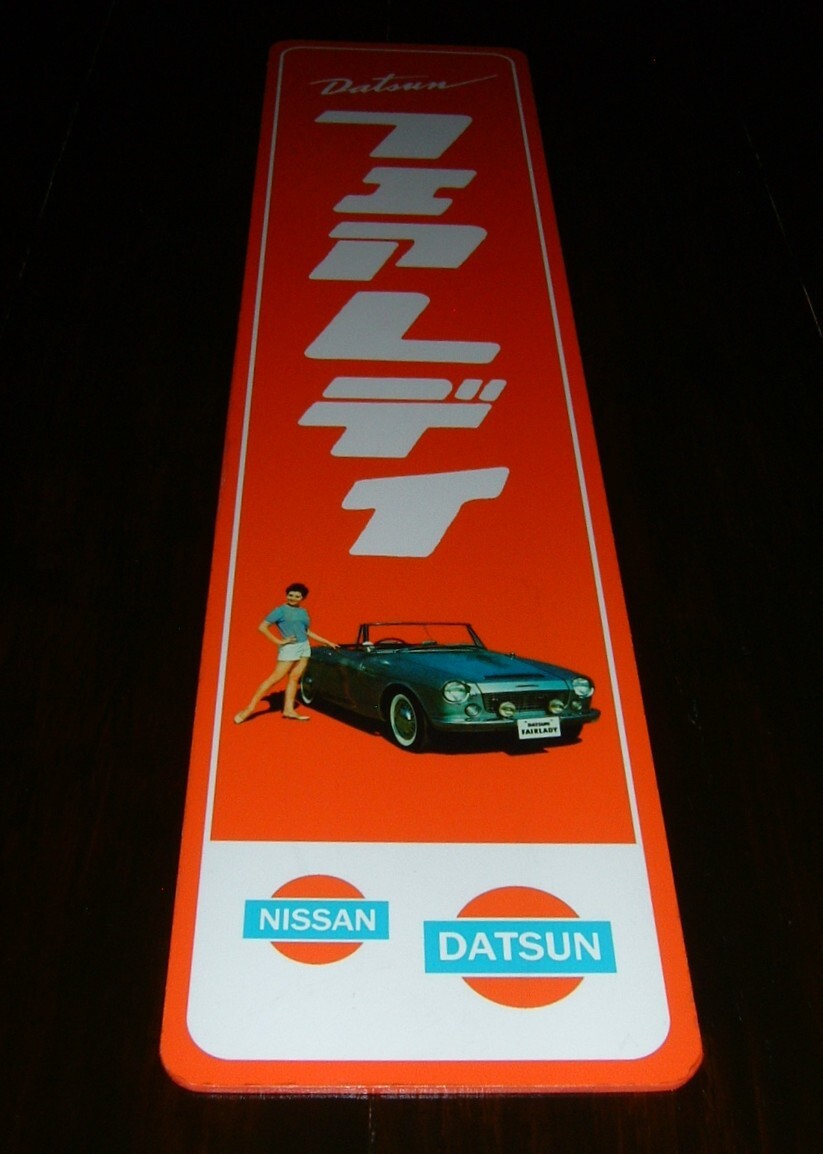 Datsun
フェアレディ
DATSUN
FAIRLADY
NISSAN
DATSUN